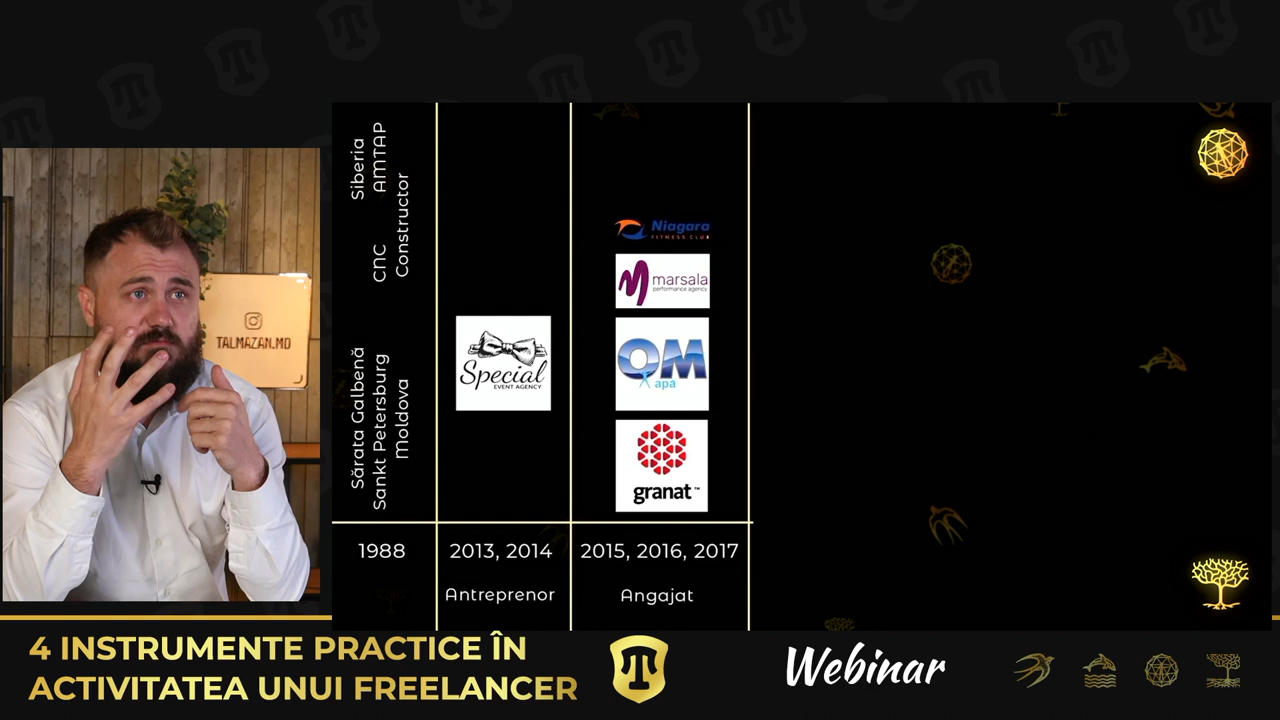 TALMAZAN.MD
Siberia
AMTAP
CNC Constructor
Sărata Galbenă
Sankt Petersburg
Moldova
Special
EVENT AGENCY
Niagara
FITNESS CLUB
marsala
performance agency
OM
apa
granat™
1988
2013, 2014
2015, 2016, 2017
Antreprenor
Angajat
4 INSTRUMENTE PRACTICE ÎN
ACTIVITATEA UNUI FREELANCER
T
Webinar